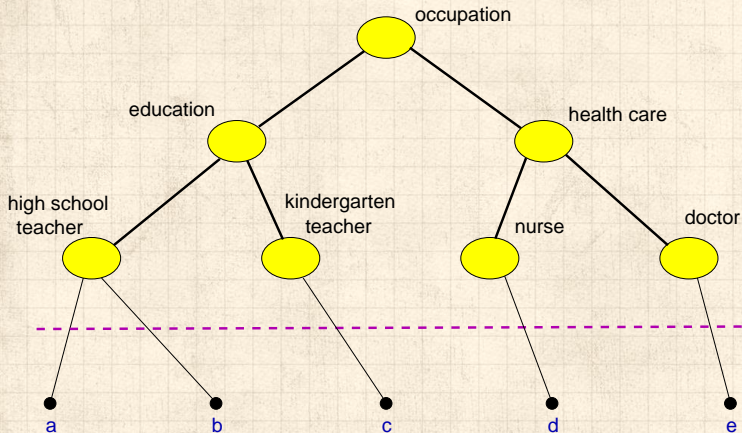 occupation
education
health care
high school
teacher
kindergarten
teacher
nurse
doctor
a
b
c
d
e